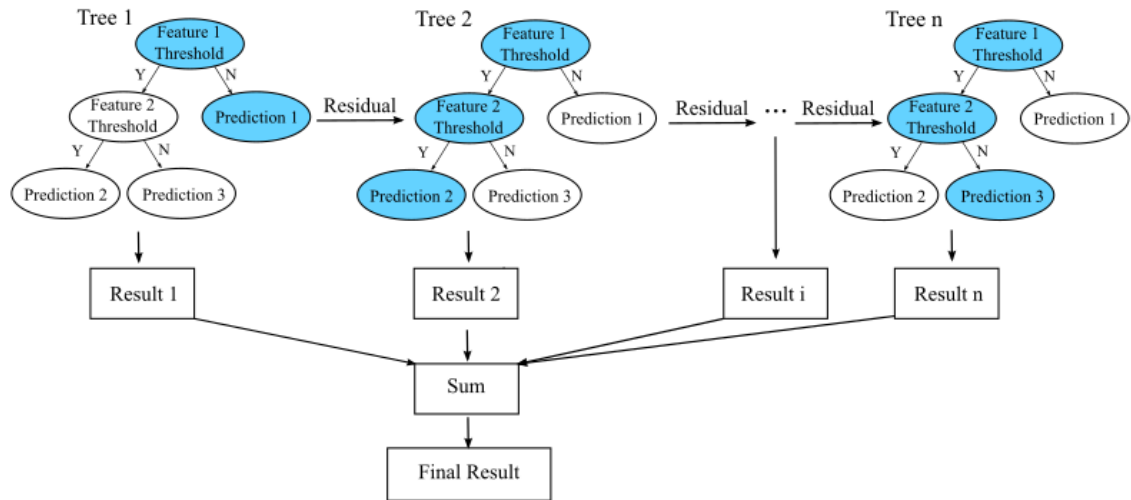 Tree 1
Feature 1
Threshold
Y
N
Feature 2
Threshold
Prediction 1
Y
N
Prediction 2
Prediction 3
Residual
Tree 2
Feature 1
Threshold
Y
N
Feature 2
Threshold
Prediction 1
Y
N
Prediction 2
Prediction 3
Residual
...
Residual
Tree n
Feature 1
Threshold
Y
N
Feature 2
Threshold
Prediction 1
Y
N
Prediction 2
Prediction 3
Result 1
Result 2
Result i
Result n
Sum
Final Result